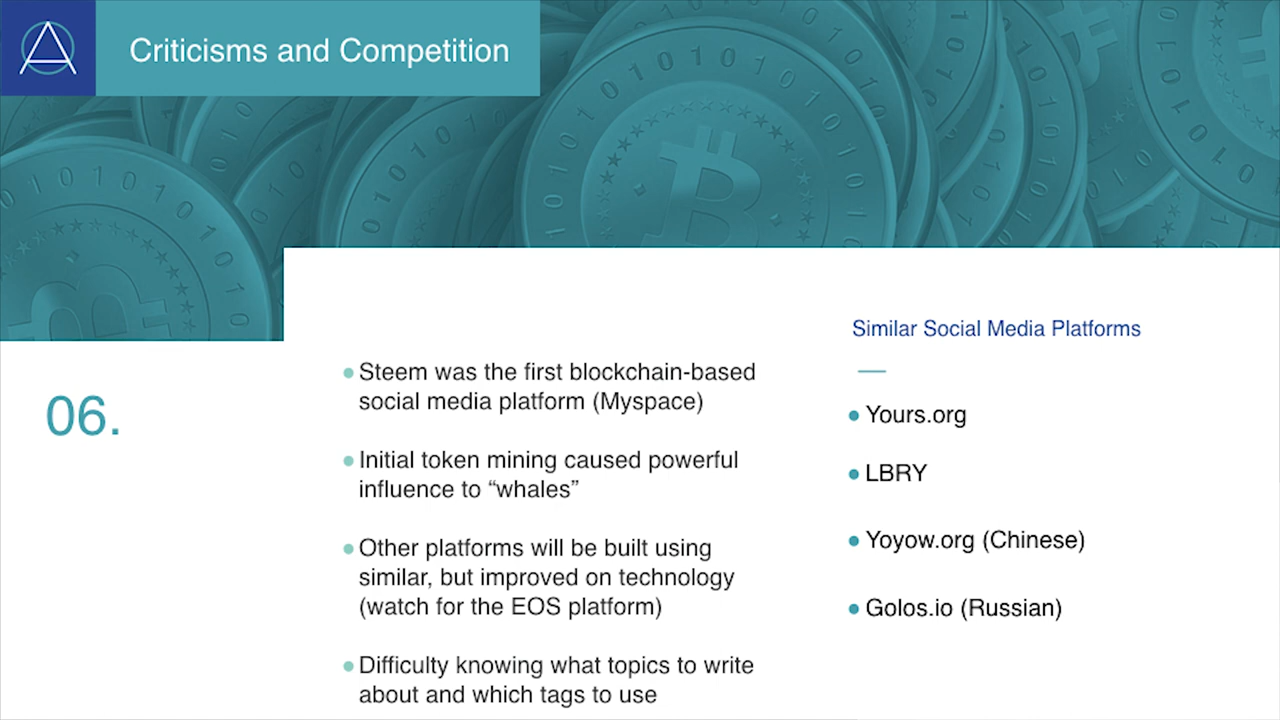 Criticisms and Competition
06.
Steem was the first blockchain-based
social media platform (Myspace)
Initial token mining caused powerful
influence to “whales”
Other platforms will be built using
similar, but improved on technology
(watch for the EOS platform)
Difficulty knowing what topics to write
about and which tags to use
Similar Social Media Platforms
Yours.org
LBRY
Yoyow.org (Chinese)
Golos.io (Russian)